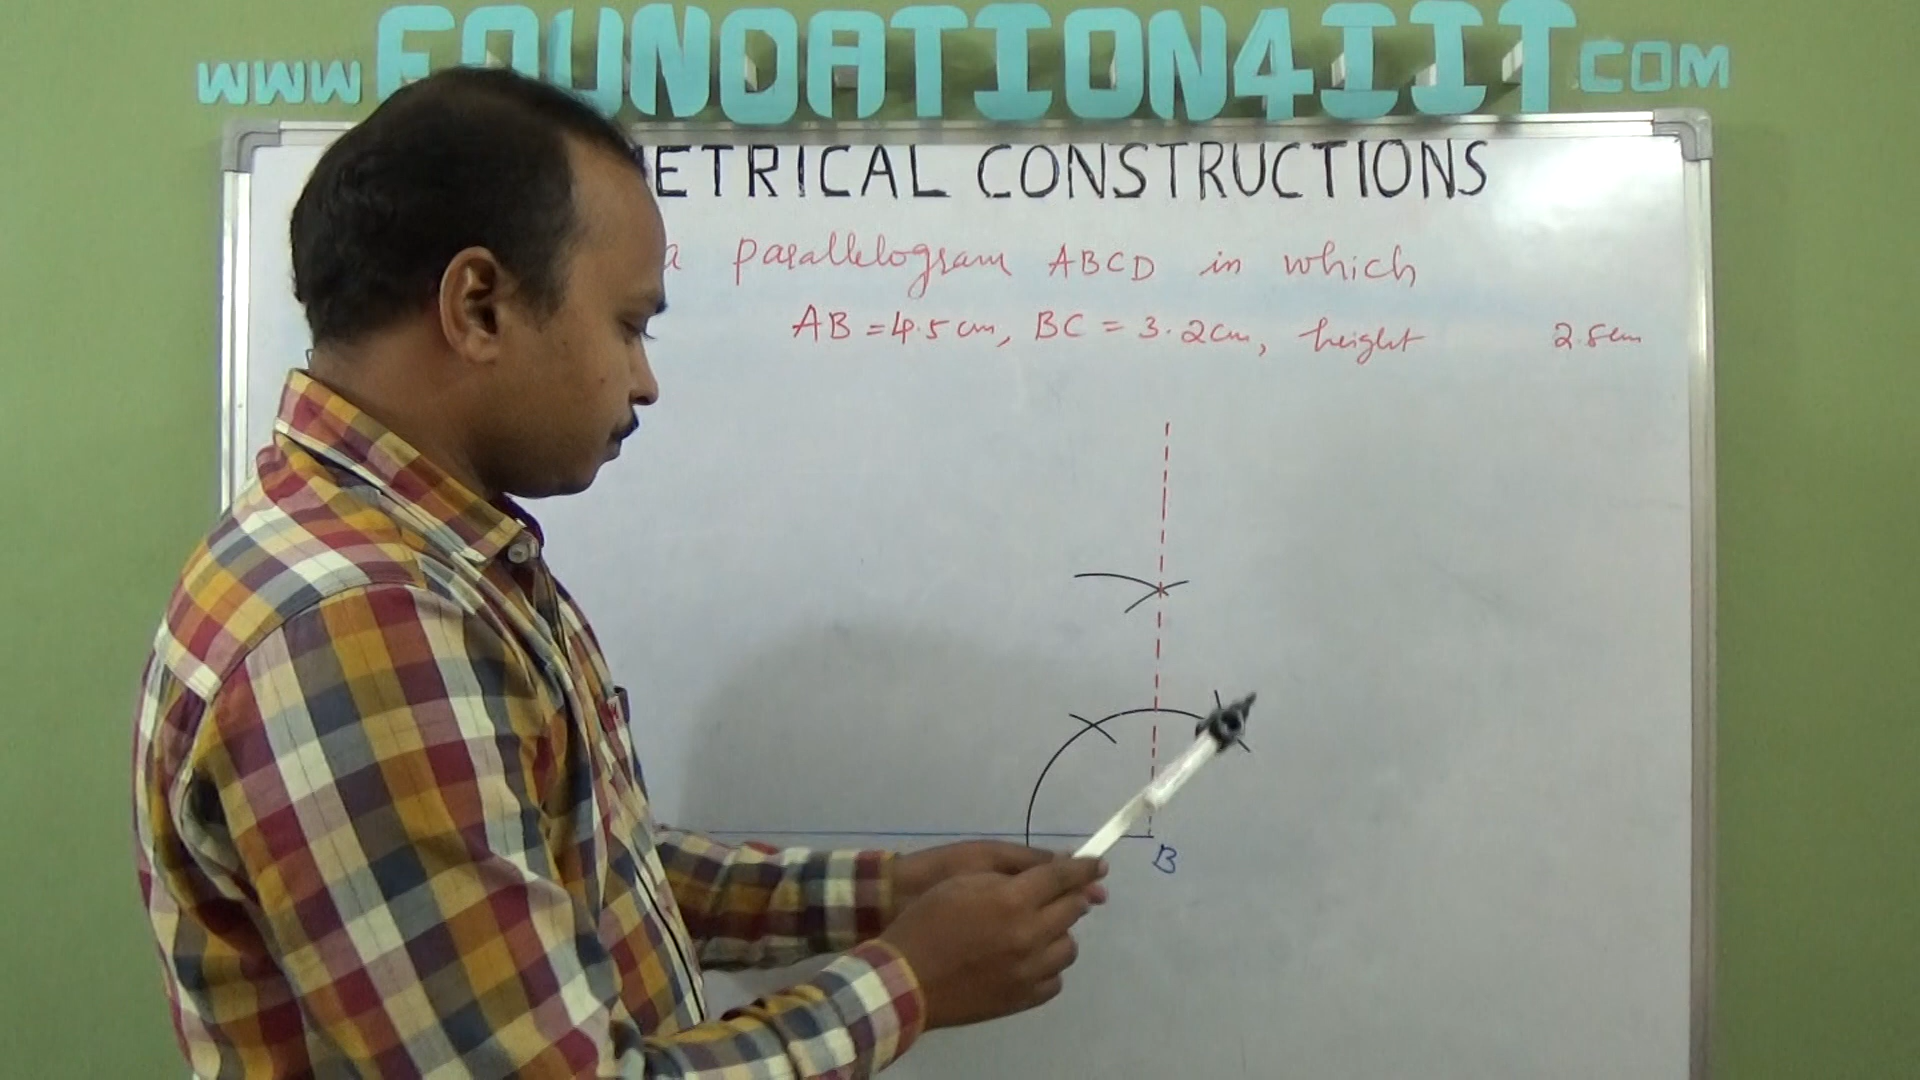 WWW FOUNDATION4IIT COM
ETRICAL CONSTRUCTIONS
a parallelogram ABCD in which
AB = 4.5 cm, BC = 3.2 cm, height 2.5 cm
B